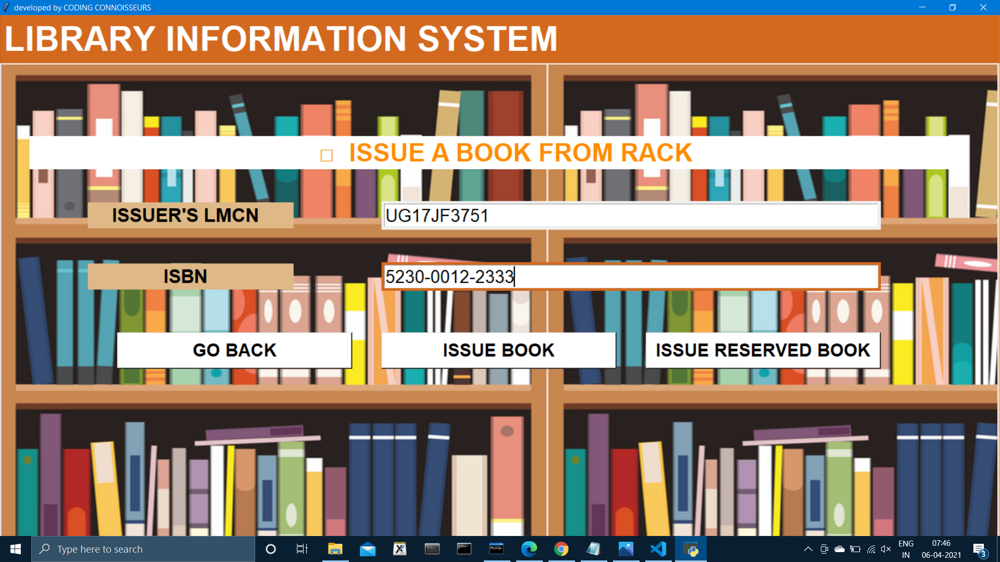 developed by CODING CONNOISSEURS
LIBRARY INFORMATION SYSTEM
□ ISSUE A BOOK FROM RACK
ISSUER'S LMCN
UG17JF3751
ISBN
5230-0012-2333
GO BACK
ISSUE BOOK
ISSUE RESERVED BOOK
Type here to search
ENG
IN
07:46
06-04-2021
3